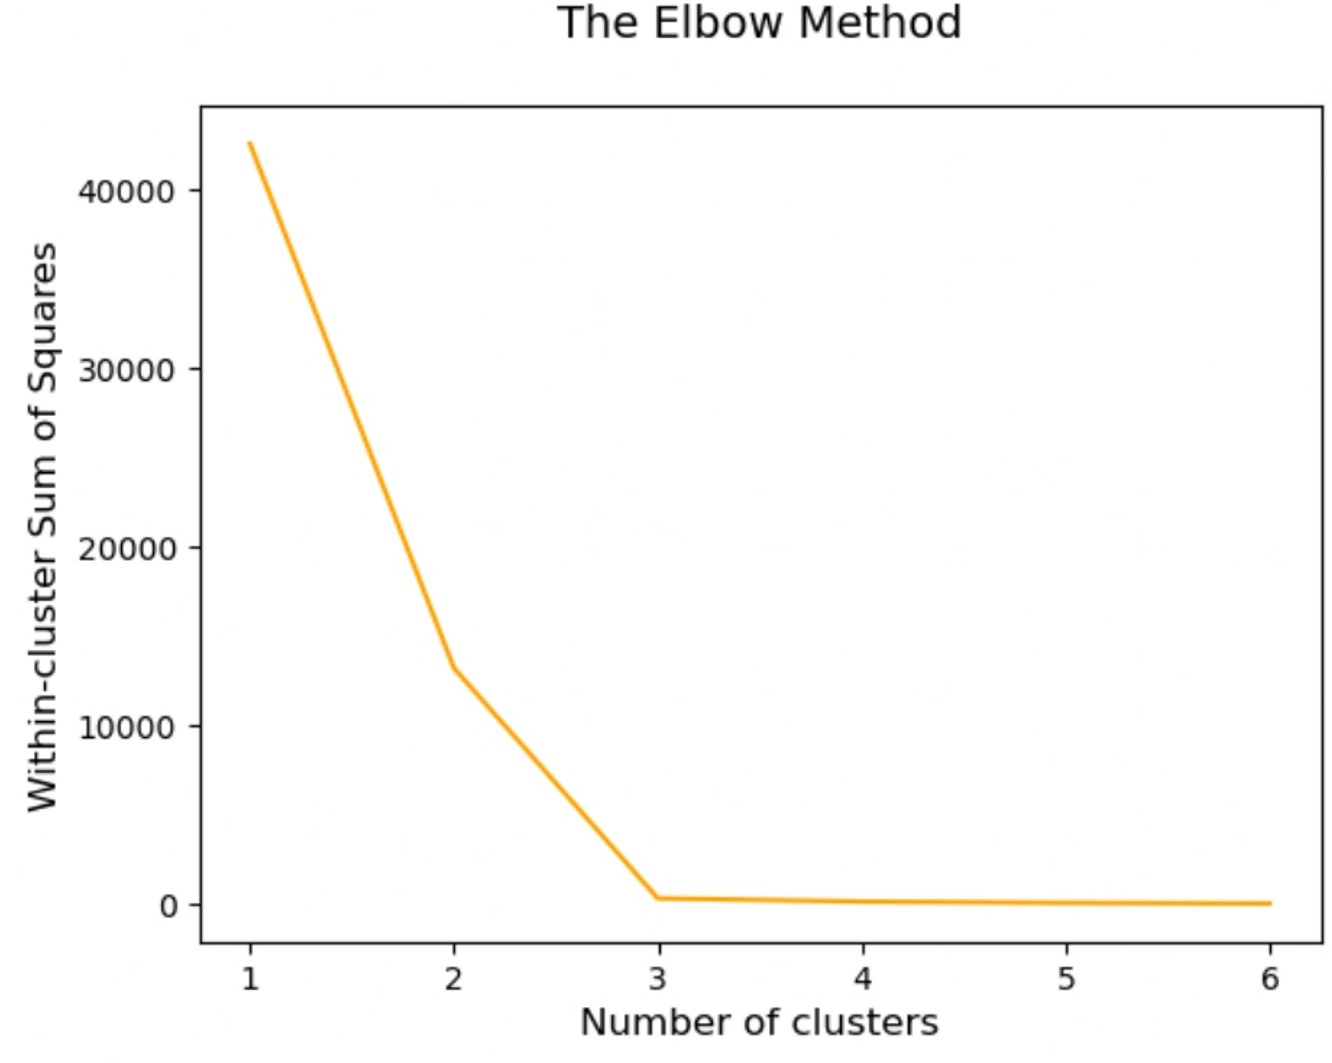 The Elbow Method
Within-cluster Sum of Squares
40000
30000
20000
10000
0
1 2 3 4 5 6
Number of clusters